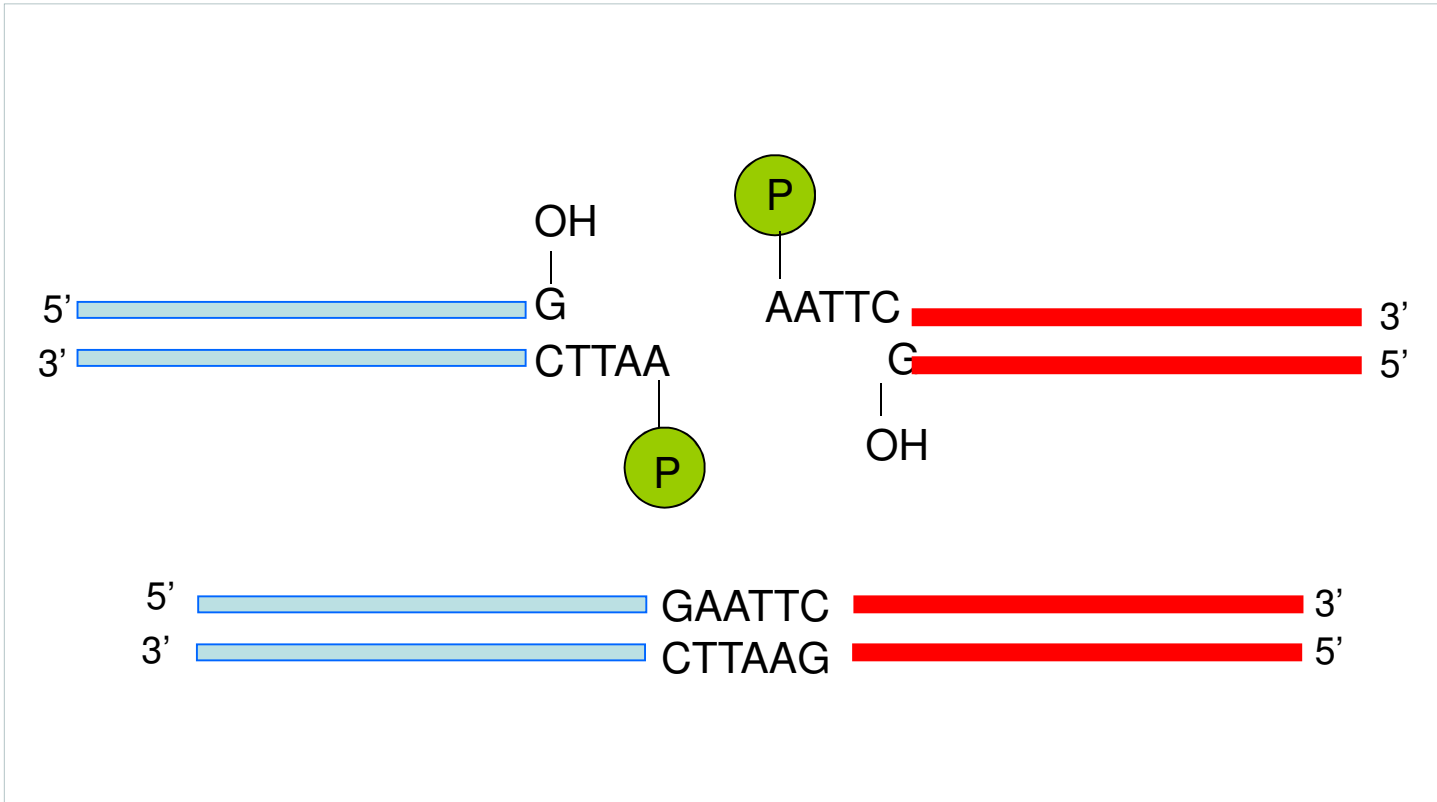 P
OH
5’ G AATTC 3’
3’ CTTAA G 5’
OH
P
5’ GAATTC 3’
3’ CTTAAG 5’